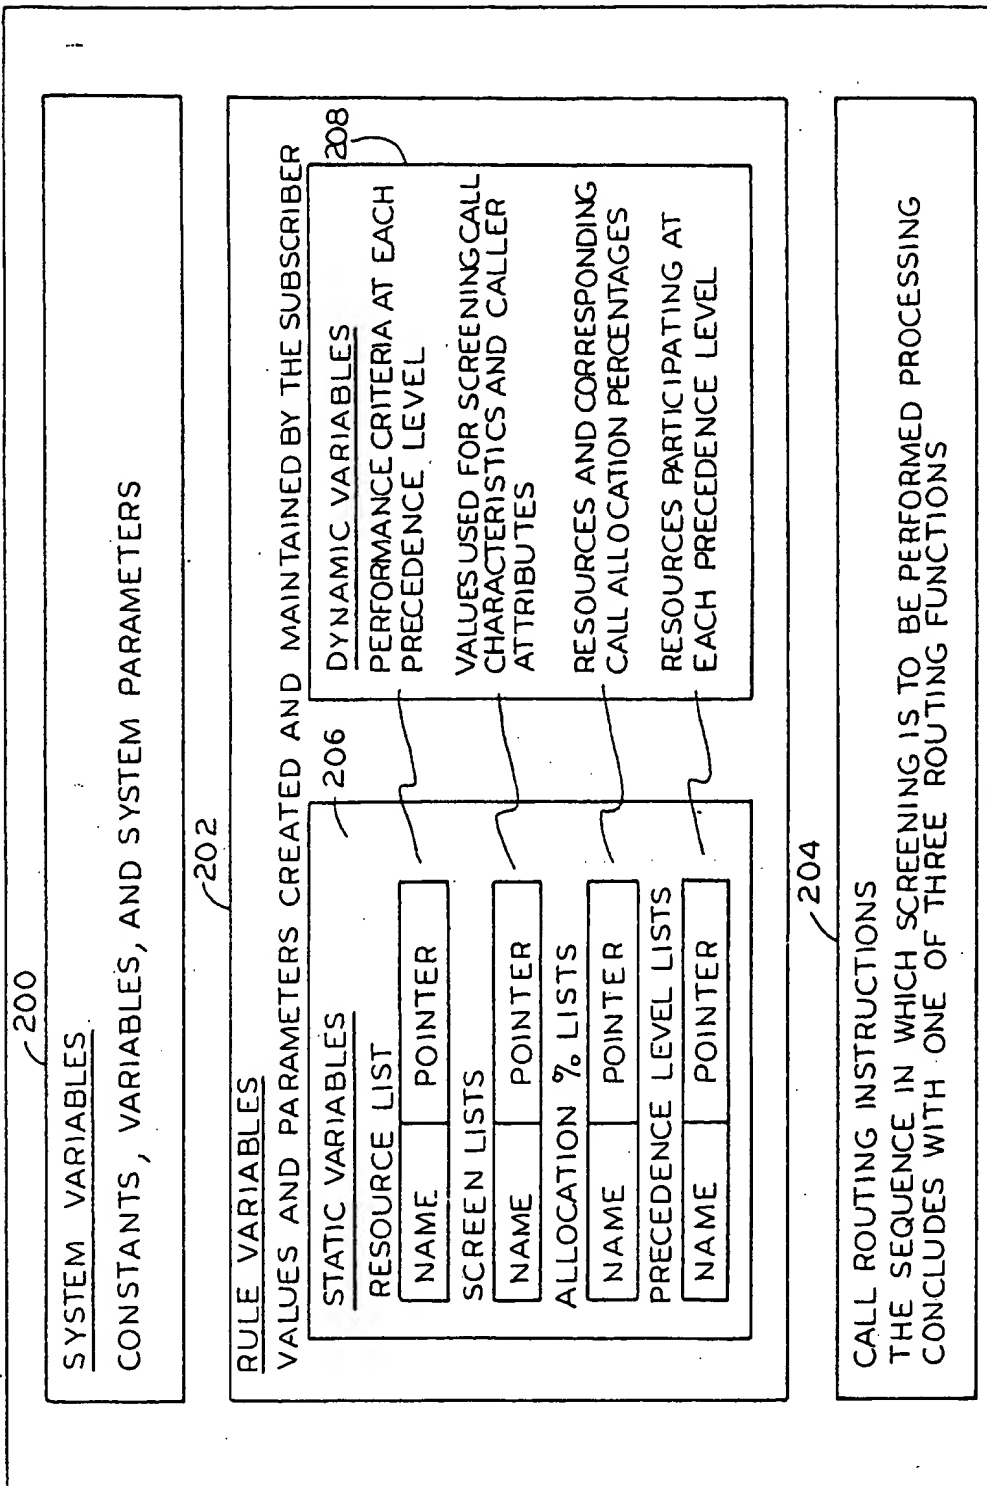 200
SYSTEM VARIABLES
CONSTANTS, VARIABLES, AND SYSTEM PARAMETERS
202
RULE VARIABLES
VALUES AND PARAMETERS CREATED AND MAINTAINED BY THE SUBSCRIBER
206
STATIC VARIABLES
RESOURCE LIST
NAME POINTER
SCREEN LISTS
NAME POINTER
ALLOCATION % LISTS
NAME POINTER
PRECEDENCE LEVEL LISTS
NAME POINTER
208
DYNAMIC VARIABLES
PERFORMANCE CRITERIA AT EACH
PRECEDENCE LEVEL
VALUES USED FOR SCREENING CALL
CHARACTERISTICS AND CALLER
ATTRIBUTES
RESOURCES AND CORRESPONDING
CALL ALLOCATION PERCENTAGES
RESOURCES PARTICIPATING AT
EACH PRECEDENCE LEVEL
204
CALL ROUTING INSTRUCTIONS
THE SEQUENCE IN WHICH SCREENING IS TO BE PERFORMED PROCESSING
CONCLUDES WITH ONE OF THREE ROUTING FUNCTIONS